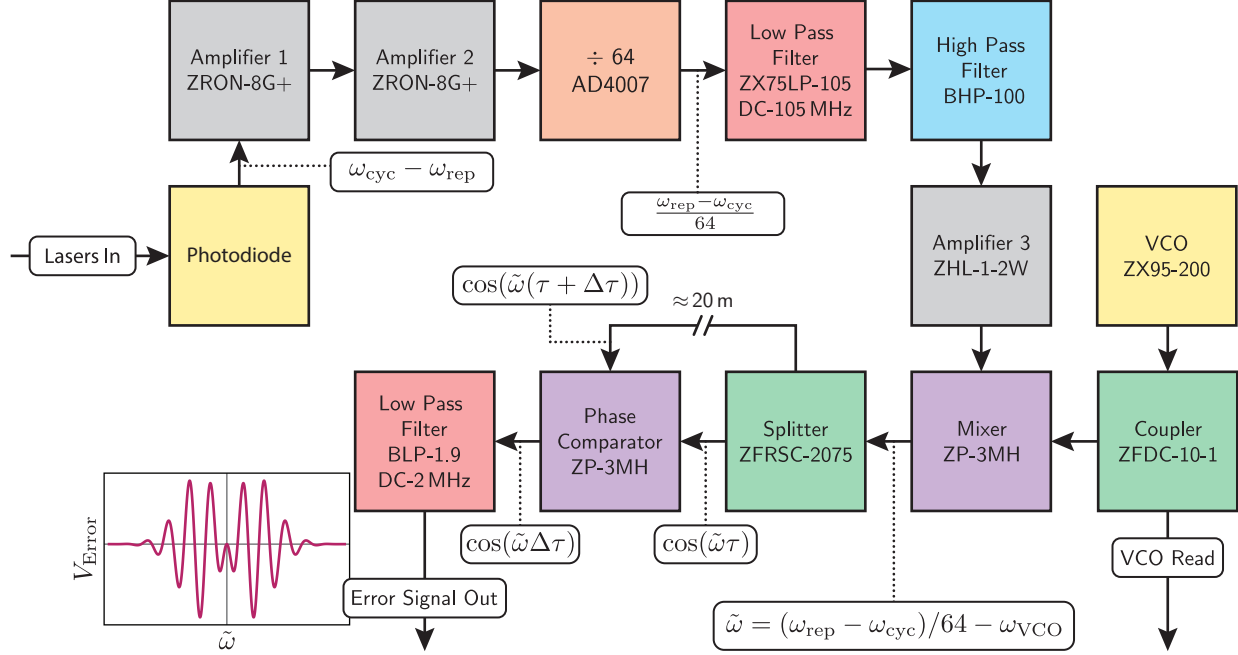 Amplifier 1
ZRON-8G+
Amplifier 2
ZRON-8G+
÷ 64
AD4007
Low Pass
Filter
ZX75LP-105
DC-105 MHz
High Pass
Filter
BHP-100
ω_cyc − ω_rep
(ω_rep−ω_cyc)/64
Lasers In
Photodiode
Amplifier 3
ZHL-1-2W
VCO
ZX95-200
cos(ω̃(τ + Δτ))
≈ 20 m
Low Pass
Filter
BLP-1.9
DC-2 MHz
Phase
Comparator
ZP-3MH
Splitter
ZFRSC-2075
Mixer
ZP-3MH
Coupler
ZFDC-10-1
cos(ω̃Δτ)
cos(ω̃τ)
VCO Read
V_Error
ω̃
Error Signal Out
ω̃ = (ω_rep − ω_cyc)/64 − ω_VCO